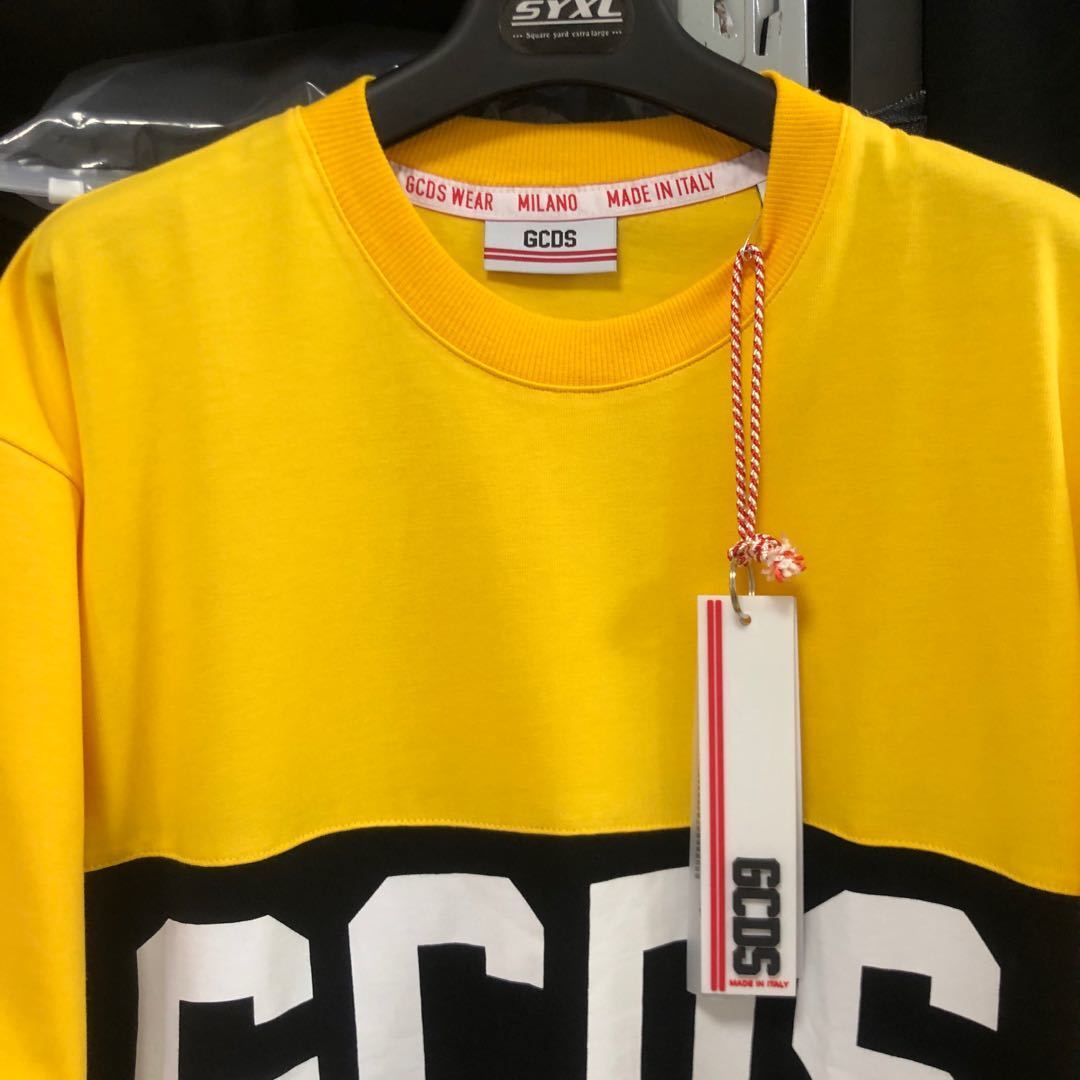 SYXL
••• Square yard extra large •••
GCDS WEAR MILANO MADE IN ITALY
GCDS
GCDS
MADE IN ITALY
GCDS